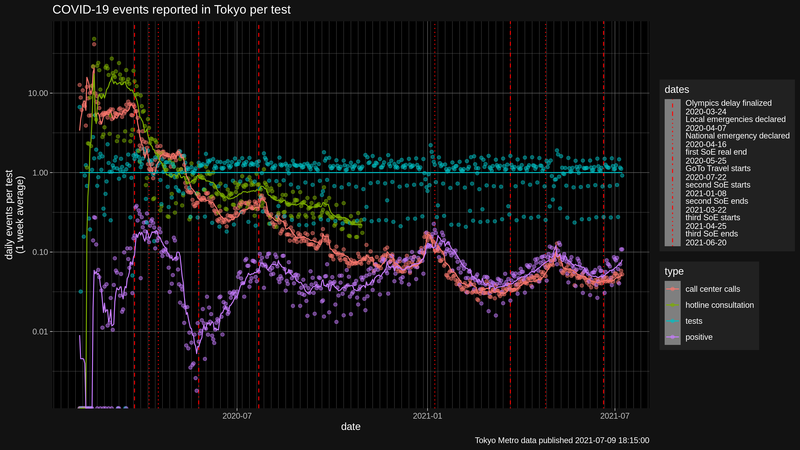 COVID-19 events reported in Tokyo per test
daily events per test
(1 week average)
10.00
1.00
0.10
0.01
2020-07
2021-01
2021-07
date
Tokyo Metro data published 2021-07-09 18:15:00
dates
Olympics delay finalized
2020-03-24
Local emergencies declared
2020-04-07
National emergency declared
2020-04-16
first SoE real end
2020-05-25
GoTo Travel starts
2020-07-22
second SoE starts
2021-01-08
second SoE ends
2021-03-22
third SoE starts
2021-04-25
third SoE ends
2021-06-20
type
call center calls
hotline consultation
tests
positive